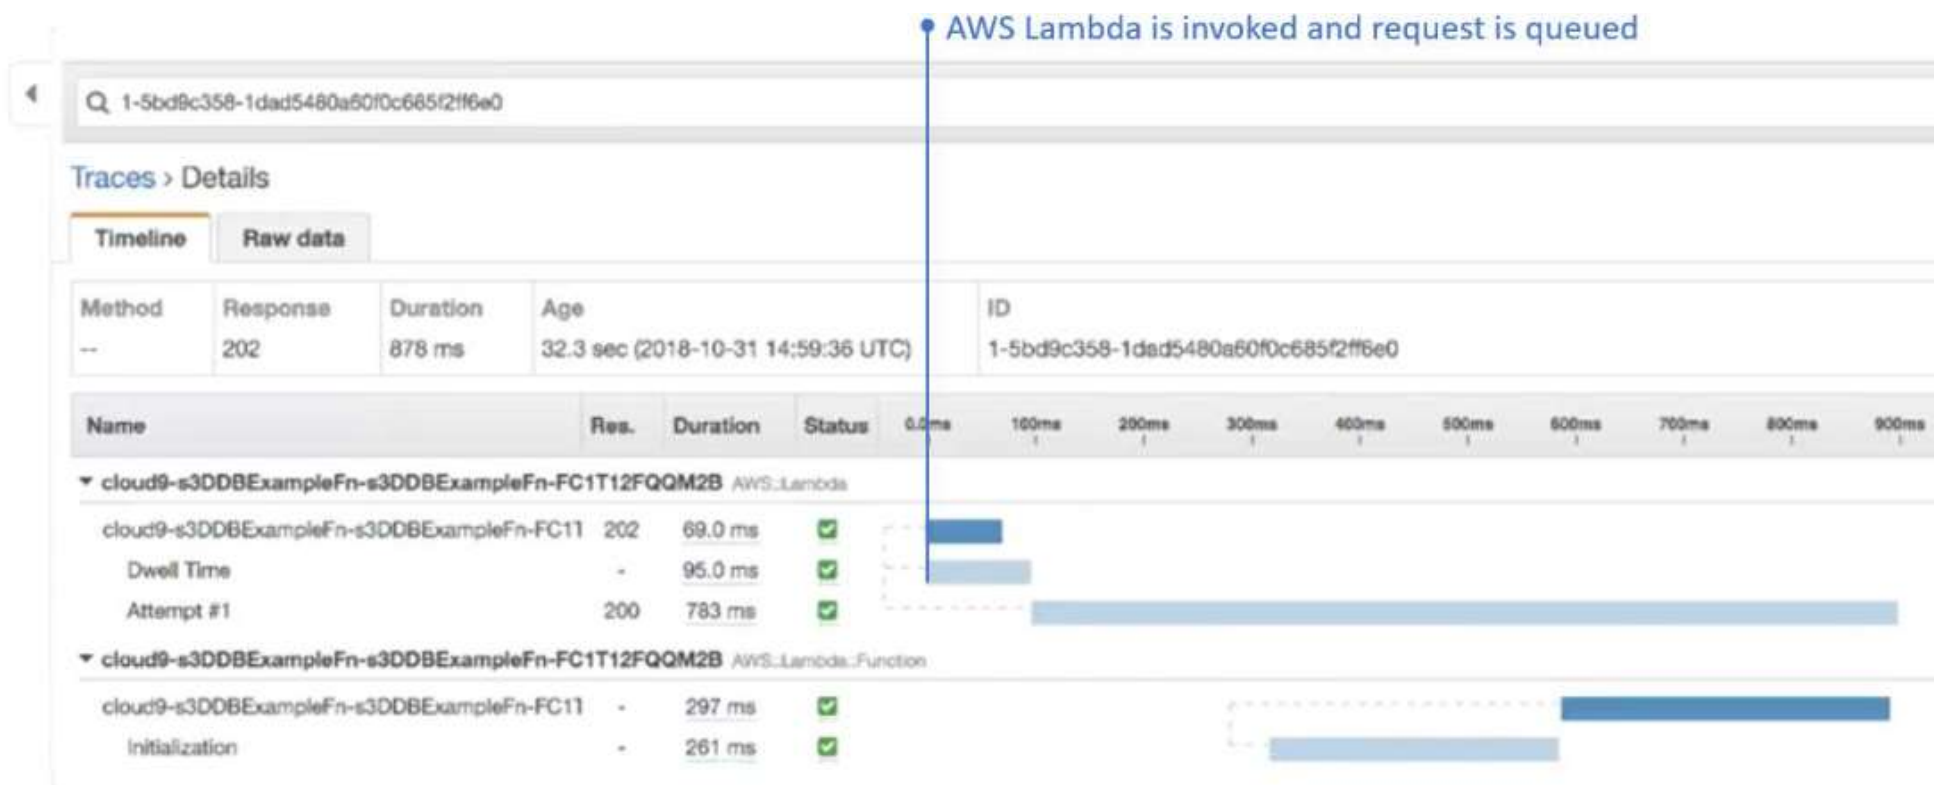 AWS Lambda is invoked and request is queued
1-5bd9c358-1dad5480a60f0c685f2ff6e0
Traces > Details
Timeline Raw data
Method Response Duration Age ID
-- 202 878 ms 32.3 sec (2018-10-31 14:59:36 UTC) 1-5bd9c358-1dad5480a60f0c685f2ff6e0
Name Res. Duration Status 0.0ms 100ms 200ms 300ms 400ms 500ms 600ms 700ms 800ms 900ms
cloud9-s3DDBExampleFn-s3DDBExampleFn-FC1T12FQQM2B AWS::Lambda
cloud9-s3DDBExampleFn-s3DDBExampleFn-FC1T 202 69.0 ms
Dwell Time - 95.0 ms
Attempt #1 200 783 ms
cloud9-s3DDBExampleFn-s3DDBExampleFn-FC1T12FQQM2B AWS::Lambda::Function
cloud9-s3DDBExampleFn-s3DDBExampleFn-FC1T - 297 ms
Initialization - 261 ms